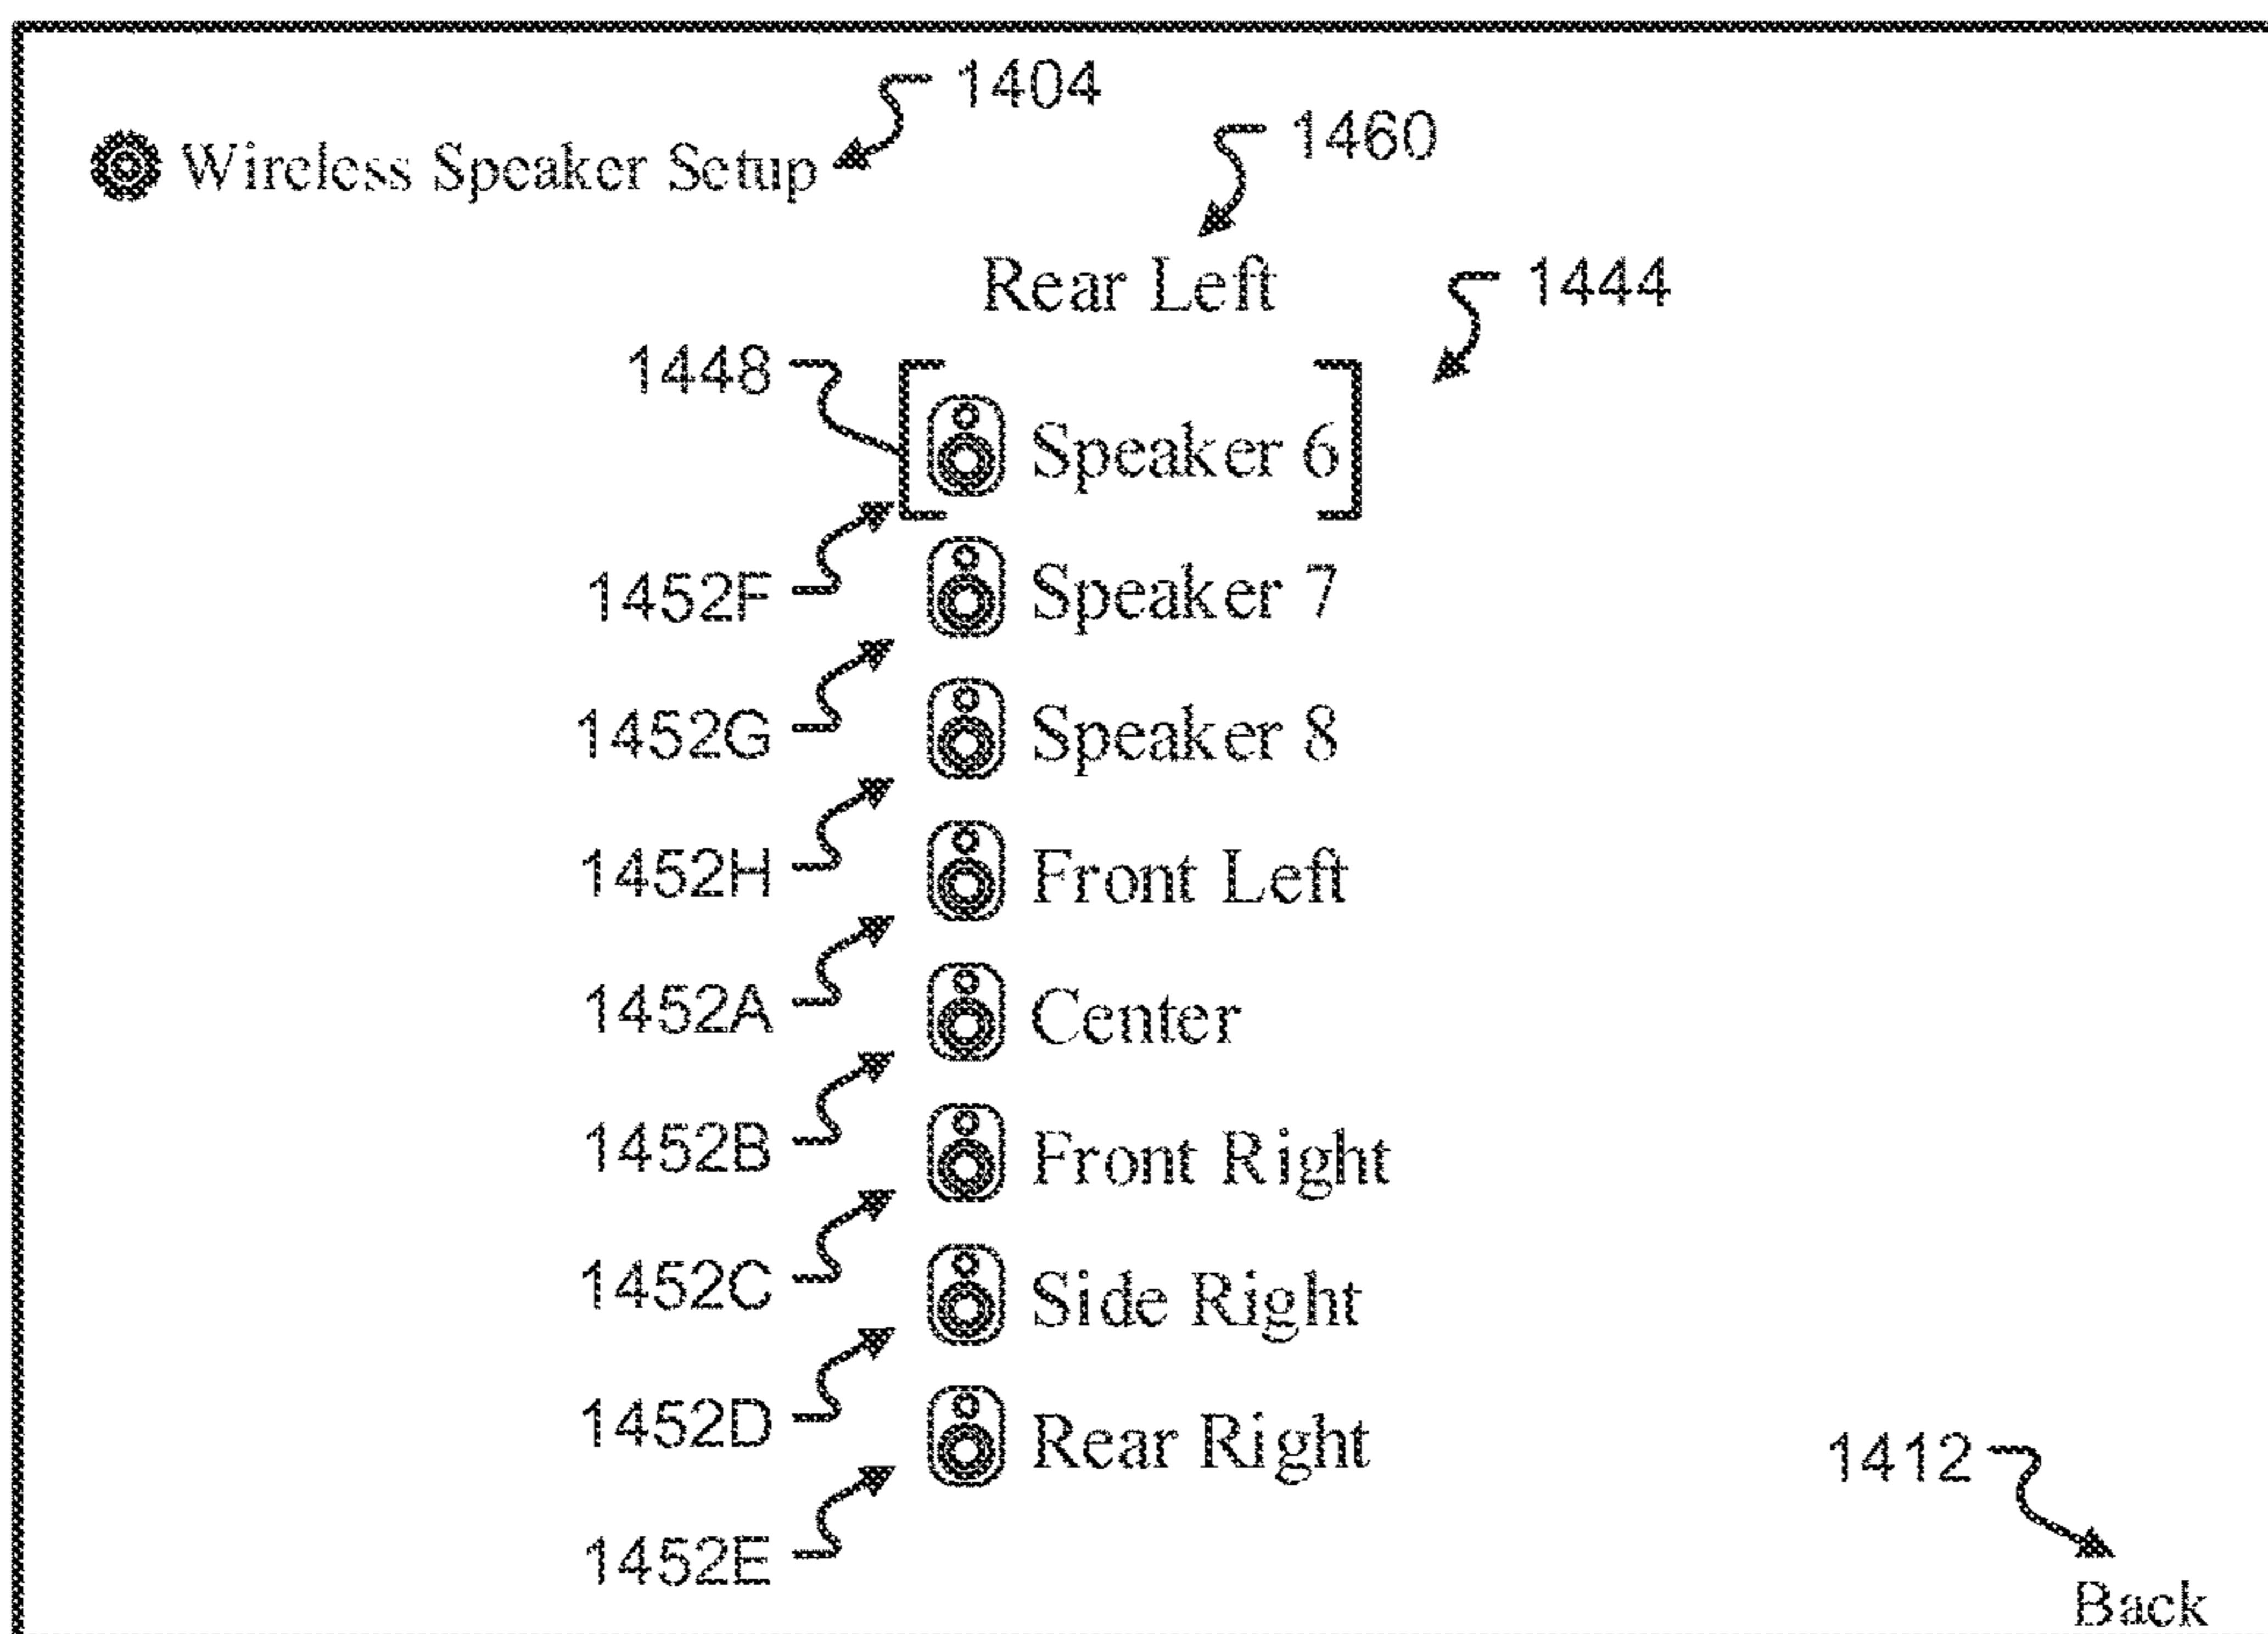 1404
Wireless Speaker Setup
1460
Rear Left
1444
1448
Speaker 6
1452F
Speaker 7
1452G
Speaker 8
1452H
Front Left
1452A
Center
1452B
Front Right
1452C
Side Right
1452D
Rear Right
1412
1452E
Back